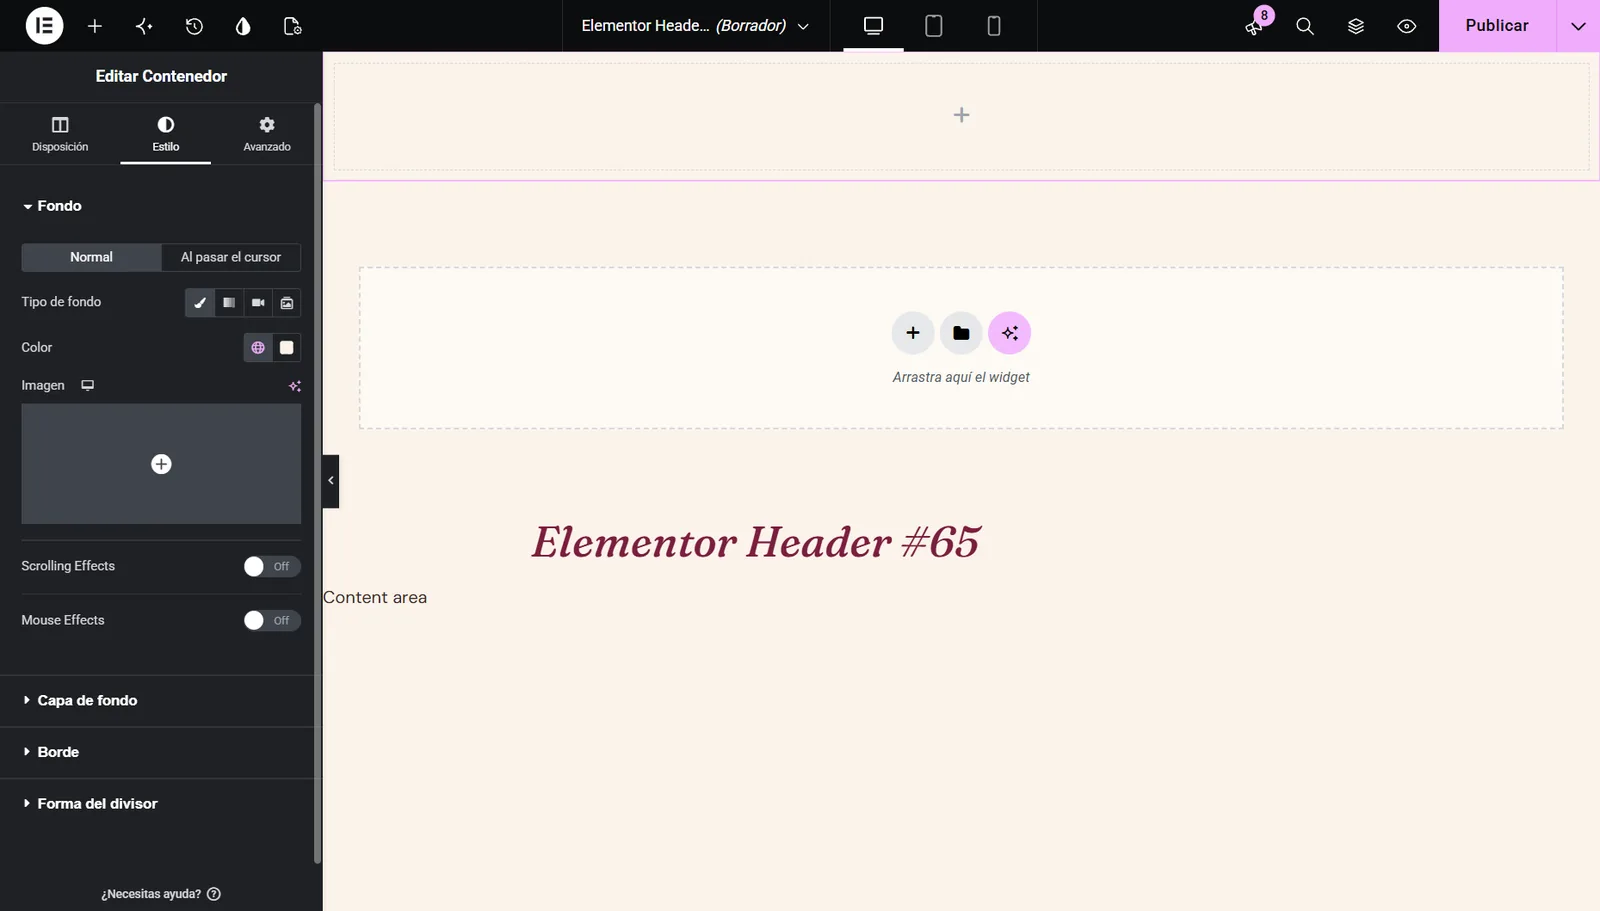 Elementor Heade... (Borrador)
8
Publicar
Editar Contenedor
Disposición
Estilo
Avanzado
Fondo
Normal
Al pasar el cursor
Tipo de fondo
Color
Imagen
Scrolling Effects
Off
Mouse Effects
Off
Capa de fondo
Borde
Forma del divisor
¿Necesitas ayuda?
Arrastra aquí el widget
Elementor Header #65
Content area